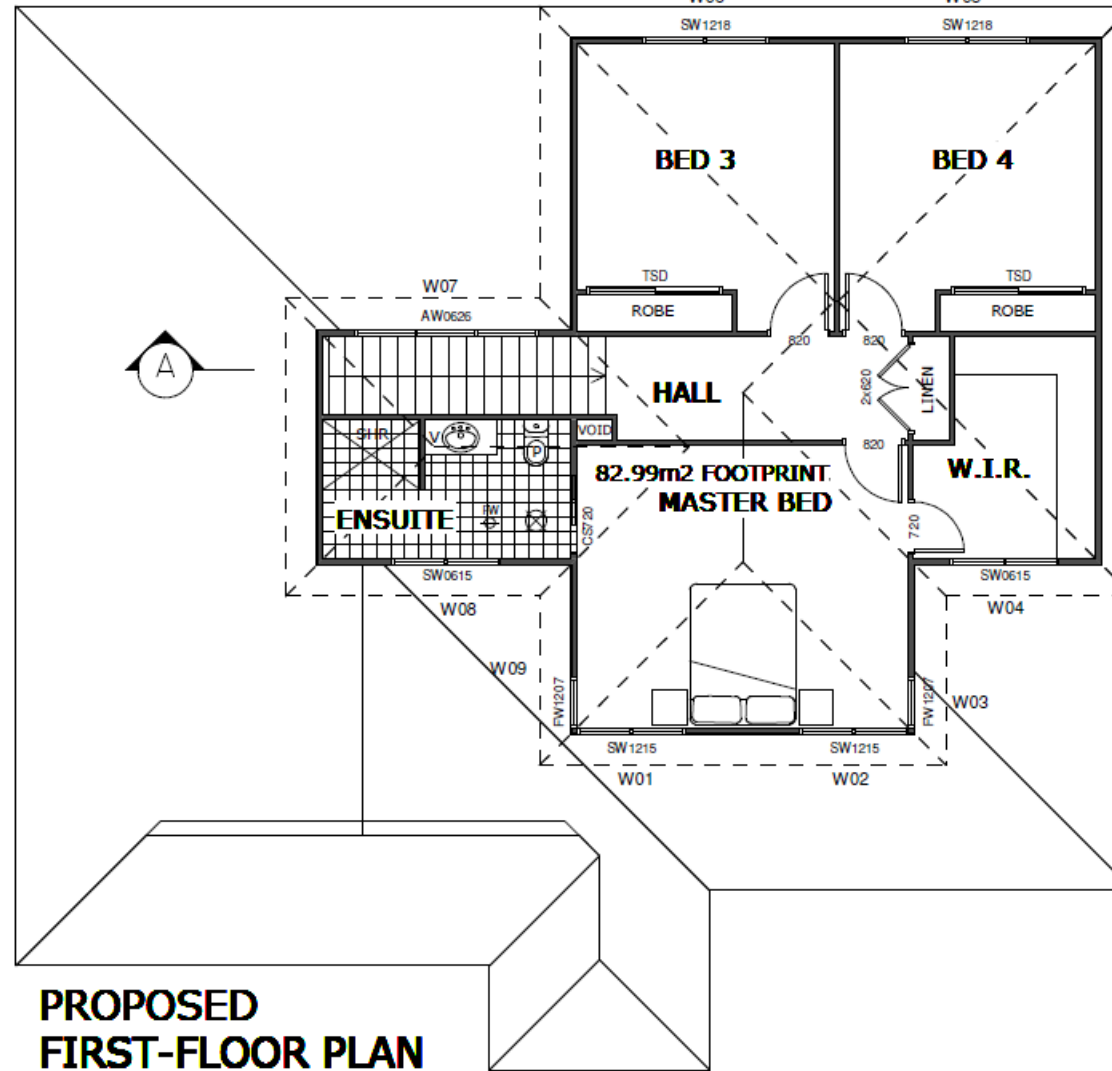 SW1218
SW1218
BED 3
BED 4
TSD
TSD
W07
AW0626
ROBE
ROBE
820
820
A
2x620
LINEN
HALL
SHR
V
VOID
P
820
82.99m2 FOOTPRINT
MASTER BED
W.I.R.
ENSUITE
FW
CS720
720
SW0615
SW0615
W08
W04
W09
FW1207
FW1207
W03
SW1215
SW1215
W01
W02
PROPOSED
FIRST-FLOOR PLAN